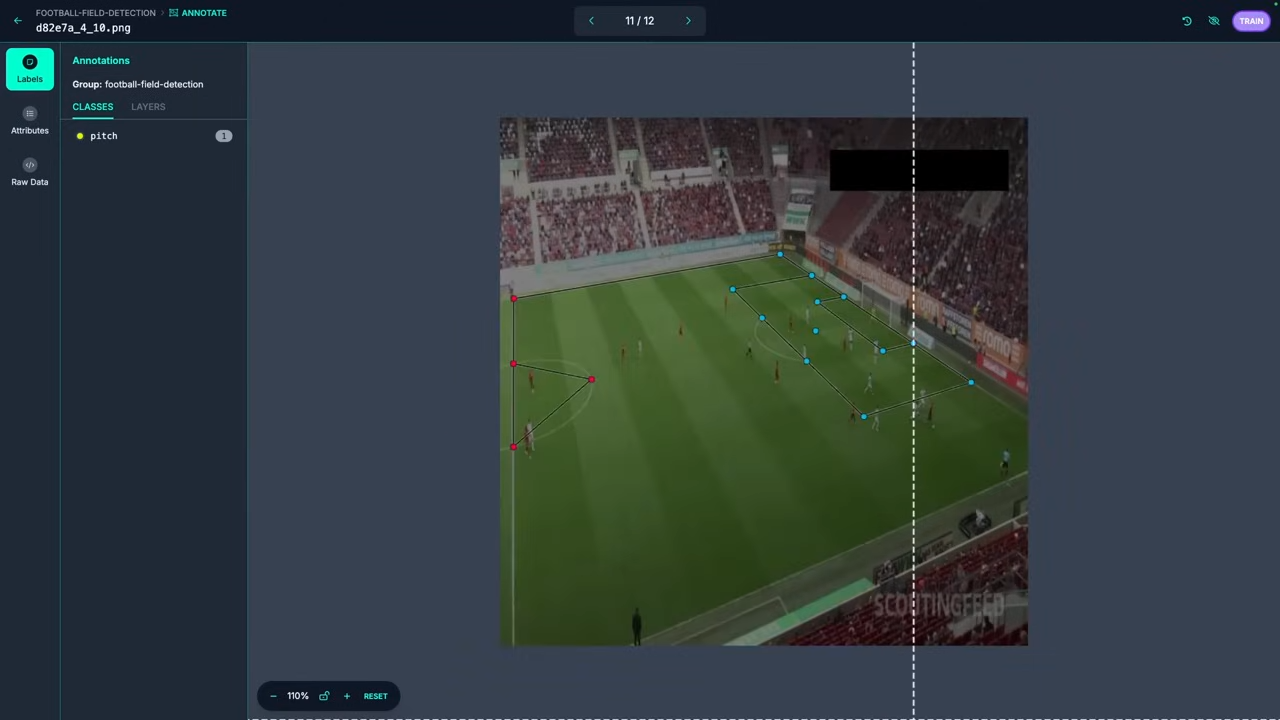 FOOTBALL-FIELD-DETECTION > ANNOTATE
d82e7a_4_10.png
11 / 12
TRAIN
Labels
Attributes
Raw Data
Annotations
Group: football-field-detection
CLASSES LAYERS
pitch 1
SCOUTINGFEED
110% RESET